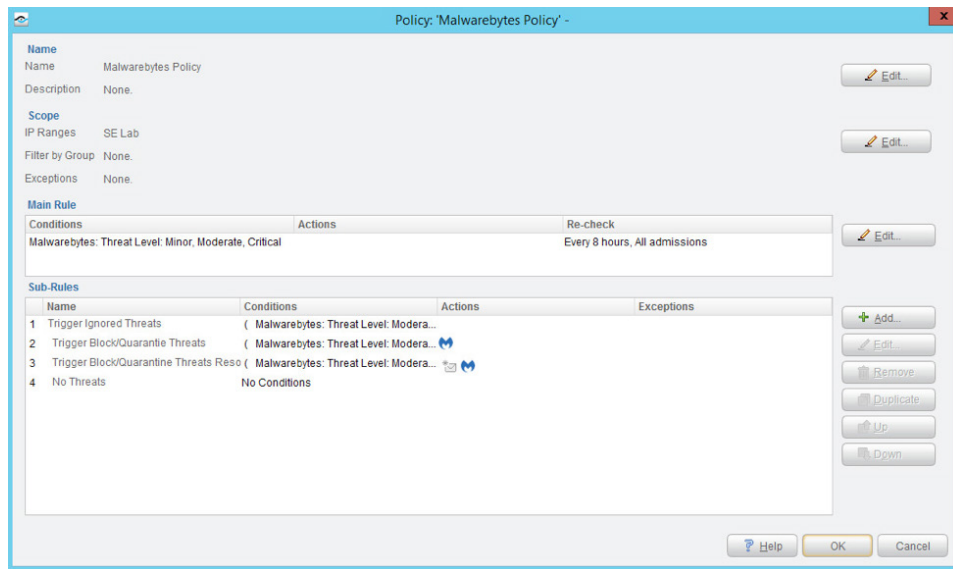 Policy: 'Malwarebytes Policy' -
x
Name
Name Malwarebytes Policy
Edit...
Description None.
Scope
IP Ranges SE Lab
Edit...
Filter by Group None.
Exceptions None.
Main Rule
Conditions Actions Re-check
Malwarebytes: Threat Level: Minor, Moderate, Critical Every 8 hours, All admissions
Edit...
Sub-Rules
Name Conditions Actions Exceptions
1 Trigger Ignored Threats ( Malwarebytes: Threat Level: Modera...
2 Trigger Block/Quarantie Threats ( Malwarebytes: Threat Level: Modera...
3 Trigger Block/Quarantine Threats Reso ( Malwarebytes: Threat Level: Modera...
4 No Threats No Conditions
Add...
Edit...
Remove
Duplicate
Up
Down
Help OK Cancel